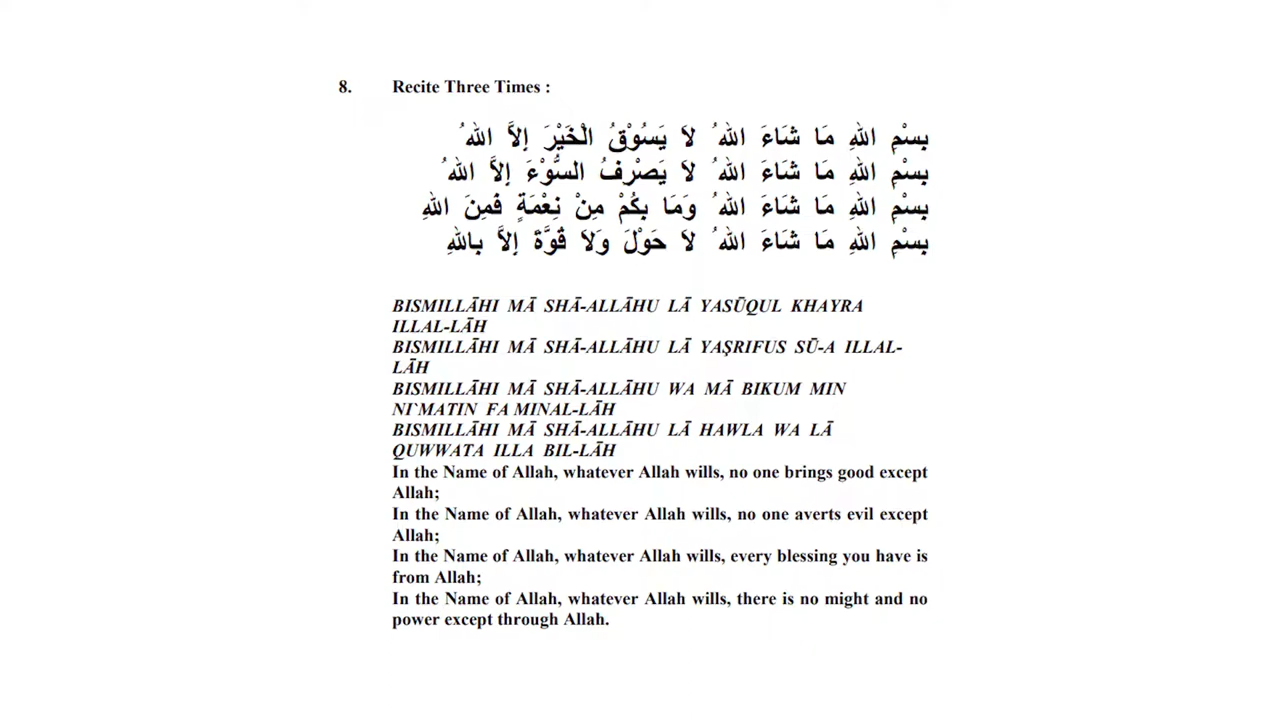 8. Recite Three Times :
بِسْمِ اللهِ مَا شَاءَ اللهُ لاَ يَسُوْقُ الْخَيْرَ إِلاَّ اللهُ
بِسْمِ اللهِ مَا شَاءَ اللهُ لاَ يَصْرِفُ السُّوْءَ إِلاَّ اللهُ
بِسْمِ اللهِ مَا شَاءَ اللهُ وَمَا بِكُمْ مِنْ نِعْمَةٍ فَمِنَ اللهِ
بِسْمِ اللهِ مَا شَاءَ اللهُ لاَ حَوْلَ وَلاَ قُوَّةَ إِلاَّ بِاللهِ
BISMILLĀHI MĀ SHĀ-ALLĀHU LĀ YASŪQUL KHAYRA
ILLAL-LĀH
BISMILLĀHI MĀ SHĀ-ALLĀHU LĀ YAŞRIFUS SŪ-A ILLAL-
LĀH
BISMILLĀHI MĀ SHĀ-ALLĀHU WA MĀ BIKUM MIN
NI`MATIN FA MINAL-LĀH
BISMILLĀHI MĀ SHĀ-ALLĀHU LĀ HAWLA WA LĀ
QUWWATA ILLA BIL-LĀH
In the Name of Allah, whatever Allah wills, no one brings good except
Allah;
In the Name of Allah, whatever Allah wills, no one averts evil except
Allah;
In the Name of Allah, whatever Allah wills, every blessing you have is
from Allah;
In the Name of Allah, whatever Allah wills, there is no might and no
power except through Allah.